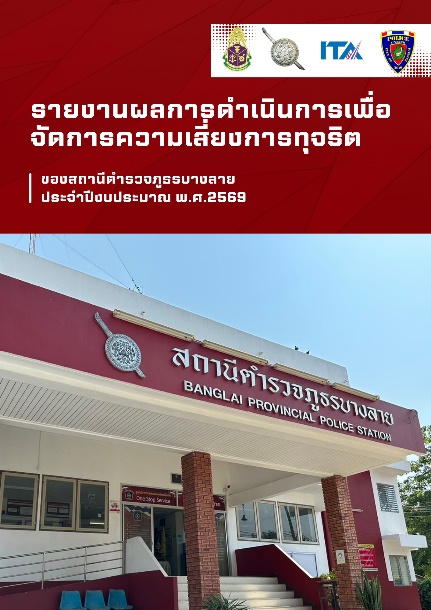 ITA
POLICE
รายงานผลการดำเนินการเพื่อ
จัดการความเสี่ยงการทุจริต
ของสถานีตำรวจภูธรบางลาย
ประจำปีงบประมาณ พ.ศ.2569
สถานีตำรวจภูธรบางลาย
BANGLAI PROVINCIAL POLICE STATION
One Stop Service